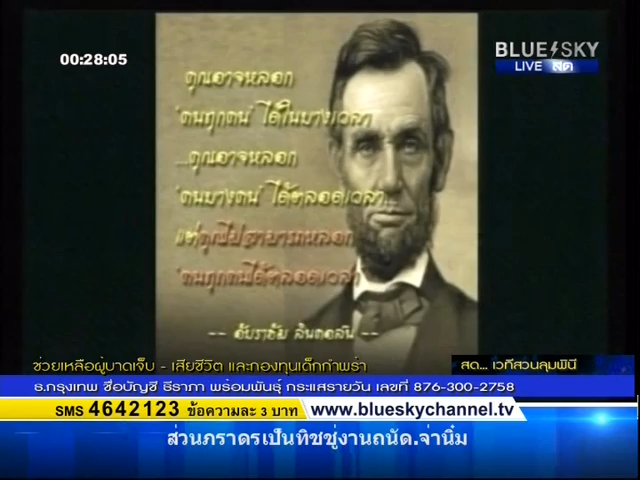 00:28:05
BLUE SKY
LIVE สด
คุณอาจหลอก
"คนทุกคน" ได้ในบางเวลา
...คุณอาจหลอก
"คนบางคน" ได้ตลอดเวลา...
แต่คุณไม่สามารถหลอก
"คนทุกคนได้ตลอดเวลา"
-- อับราฮัม ลินคอล์น --
ช่วยเหลือผู้บาดเจ็บ - เสียชีวิต และกองทุนเด็กกำพร้า
สด... เวทีสวนลุมพินี
ธ.กรุงเทพ ชื่อบัญชี ธีราภา พร้อมพันธุ์ กระแสรายวัน เลขที่ 876-300-2758
SMS 4642123 ข้อความละ 3 บาท www.blueskychannel.tv
ส่วนภราดรเป็นทิชชู่งานถนัด.จ่านิ๋ม